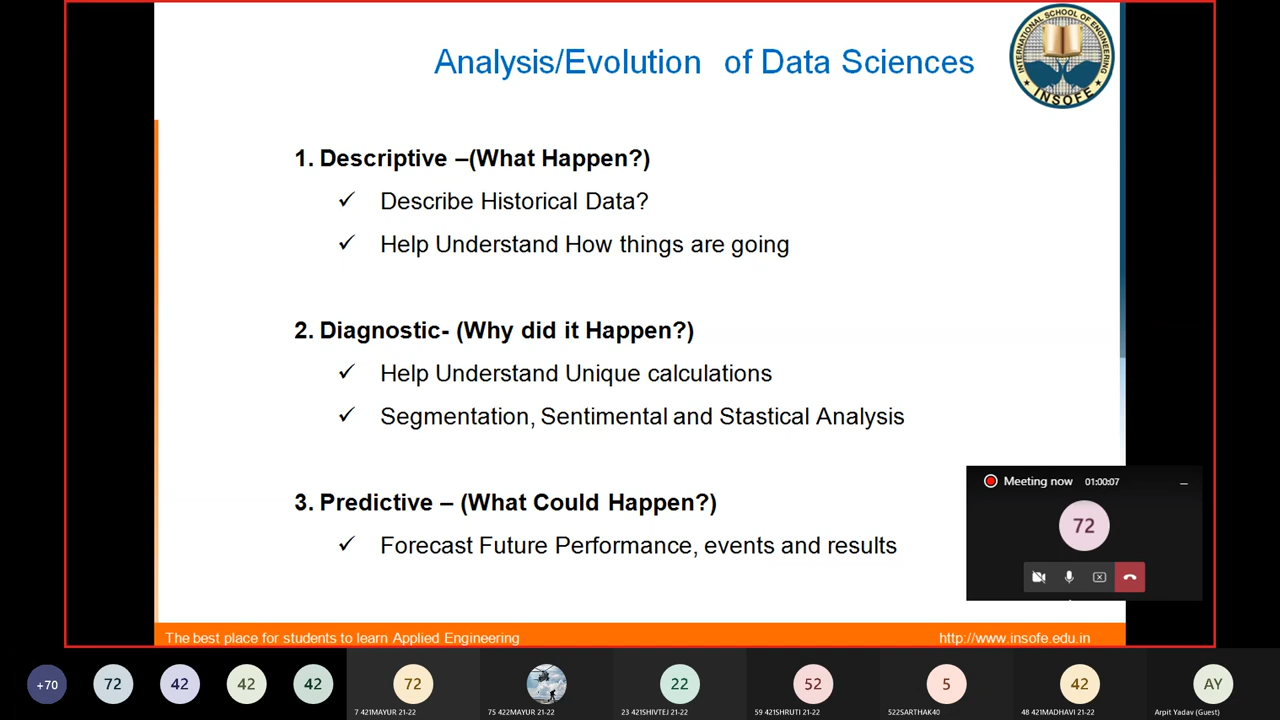 Analysis/Evolution of Data Sciences
INTERNATIONAL SCHOOL OF ENGINEERING
INSOFE
1. Descriptive –(What Happen?)
✓ Describe Historical Data?
✓ Help Understand How things are going
2. Diagnostic- (Why did it Happen?)
✓ Help Understand Unique calculations
✓ Segmentation, Sentimental and Stastical Analysis
3. Predictive – (What Could Happen?)
✓ Forecast Future Performance, events and results
Meeting now 01:00:07
72
The best place for students to learn Applied Engineering
http://www.insofe.edu.in
+70 72 42 42 42 72 22 52 5 42 AY
7 421MAYUR 21-22 75 422MAYUR 21-22 23 421SHIVTEJ 21-22 59 421SHRUTI 21-22 522SARTHAK40 48 421MADHAVI 21-22 Arpit Yadav (Guest)